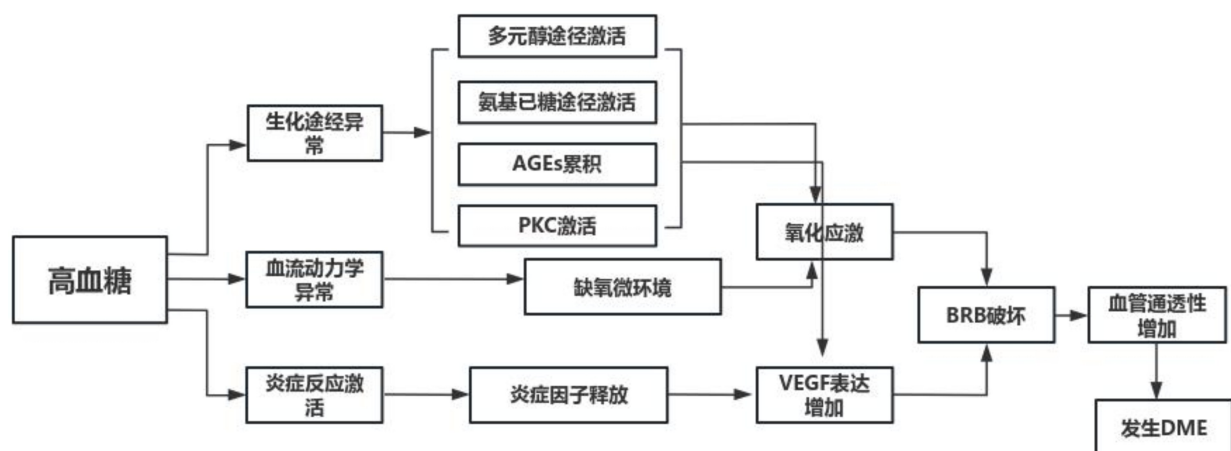 多元醇途径激活
氨基已糖途径激活
生化途经异
常
AGEs累积
PKC激活
氧化应激
高血糖
血流动力学
异常
缺氧微环境
BRB破坏
血管通透性
增加
炎症反应激
活
炎症因子释放
VEGF表达
增加
发生DME